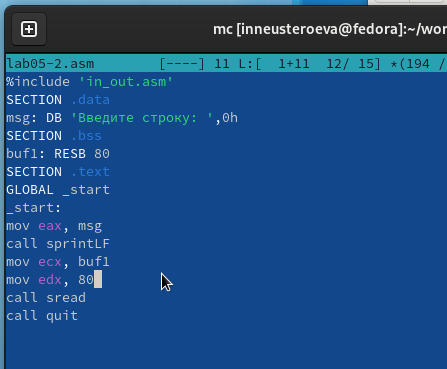 mc [inneusteroeva@fedora]:~/wor
lab05-2.asm [----] 11 L:[ 1+11 12/ 15] *(194 /
%include 'in_out.asm'
SECTION .data
msg: DB 'Введите строку: ',0h
SECTION .bss
buf1: RESB 80
SECTION .text
GLOBAL _start
_start:
mov eax, msg
call sprintLF
mov ecx, buf1
mov edx, 80
call sread
call quit